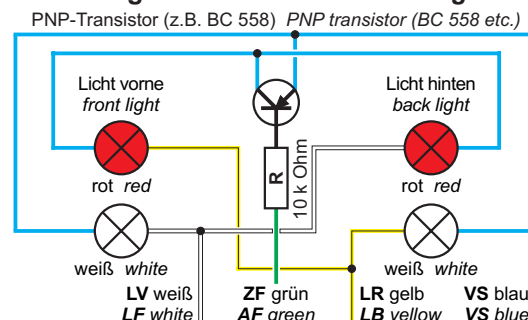 PNP-Transistor (z.B. BC 558) PNP transistor (BC 558 etc.)
Licht vorne
front light
Licht hinten
back light
R
10 k Ohm
rot red
rot red
weiß white
weiß white
LV weiß
LF white
ZF grün
AF green
LR gelb
LB yellow
VS blau
VS blue